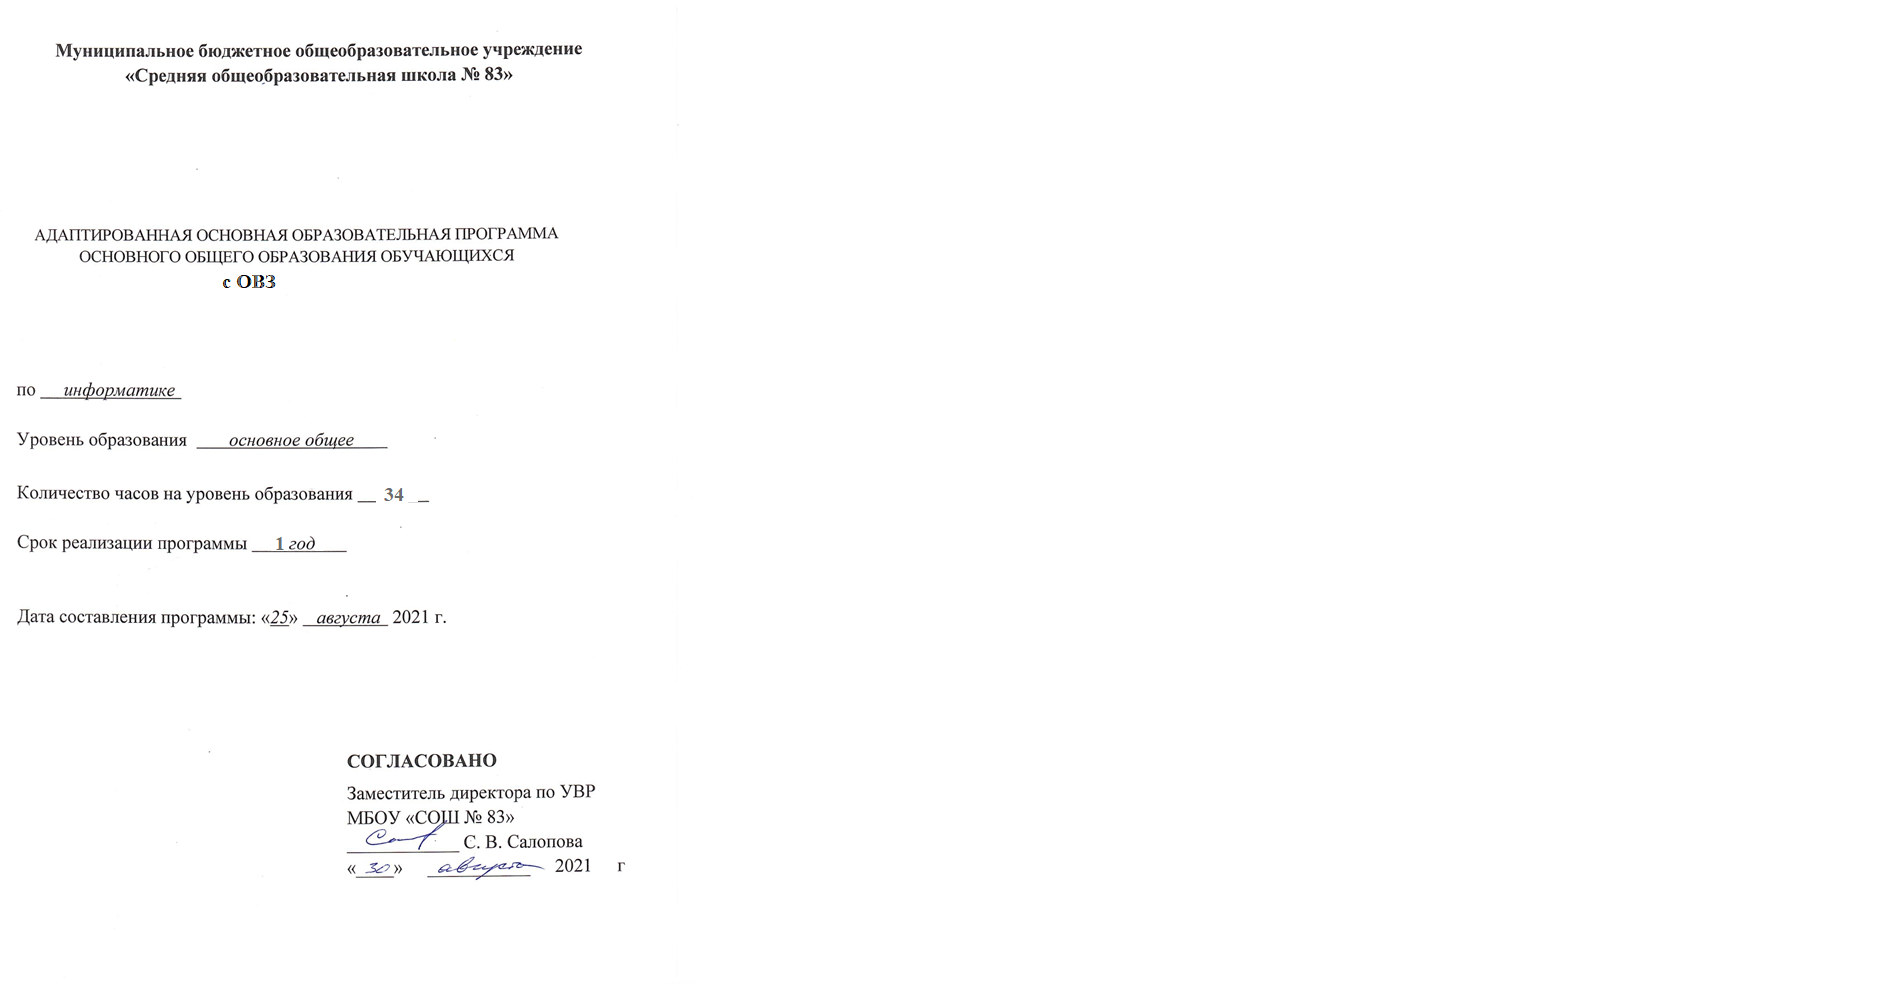 Муниципальное бюджетное общеобразовательное учреждение
«Средняя общеобразовательная школа № 83»
АДАПТИРОВАННАЯ ОСНОВНАЯ ОБРАЗОВАТЕЛЬНАЯ ПРОГРАММА
ОСНОВНОГО ОБЩЕГО ОБРАЗОВАНИЯ ОБУЧАЮЩИХСЯ
с ОВЗ
по информатике
Уровень образования основное общее
Количество часов на уровень образования 34
Срок реализации программы 1 год
Дата составления программы: «25» августа 2021 г.
СОГЛАСОВАНО
Заместитель директора по УВР
МБОУ «СОШ № 83»
С. В. Салопова
«30» августа 2021 г